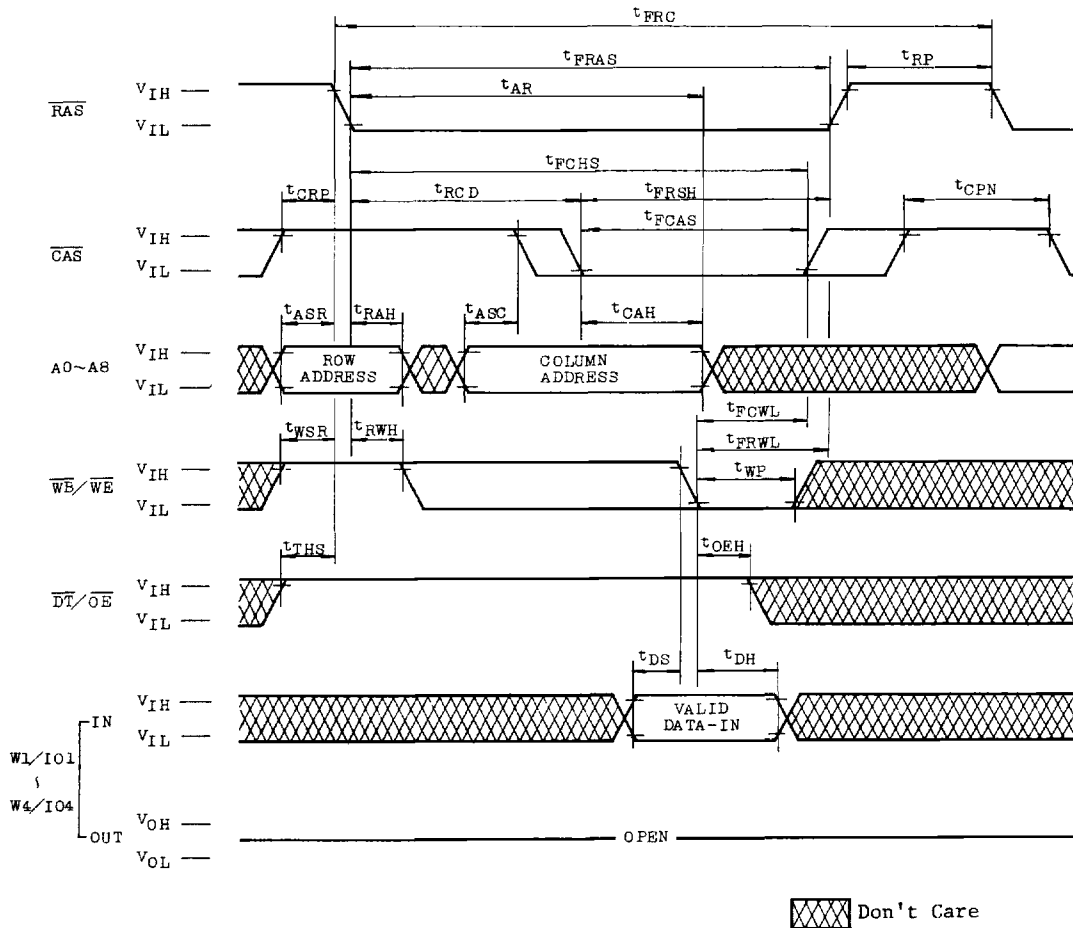 tFRC
tFRAS
tRP
tAR
RAS
VIH
VIL
tFCHS
tCRP
tRCD
tFRSH
tCPN
tFCAS
CAS
VIH
VIL
tASR
tRAH
tASC
tCAH
A0~A8
VIH
VIL
ROW ADDRESS
COLUMN ADDRESS
tFCWL
tWSR
tRWH
tFRWL
tWP
WB/WE
VIH
VIL
tTHS
tOEH
DT/OE
VIH
VIL
tDS
tDH
VIH
VIL
IN
VALID DATA-IN
W1/IO1
~
W4/IO4
VOH
OUT
OPEN
VOL
Don't Care